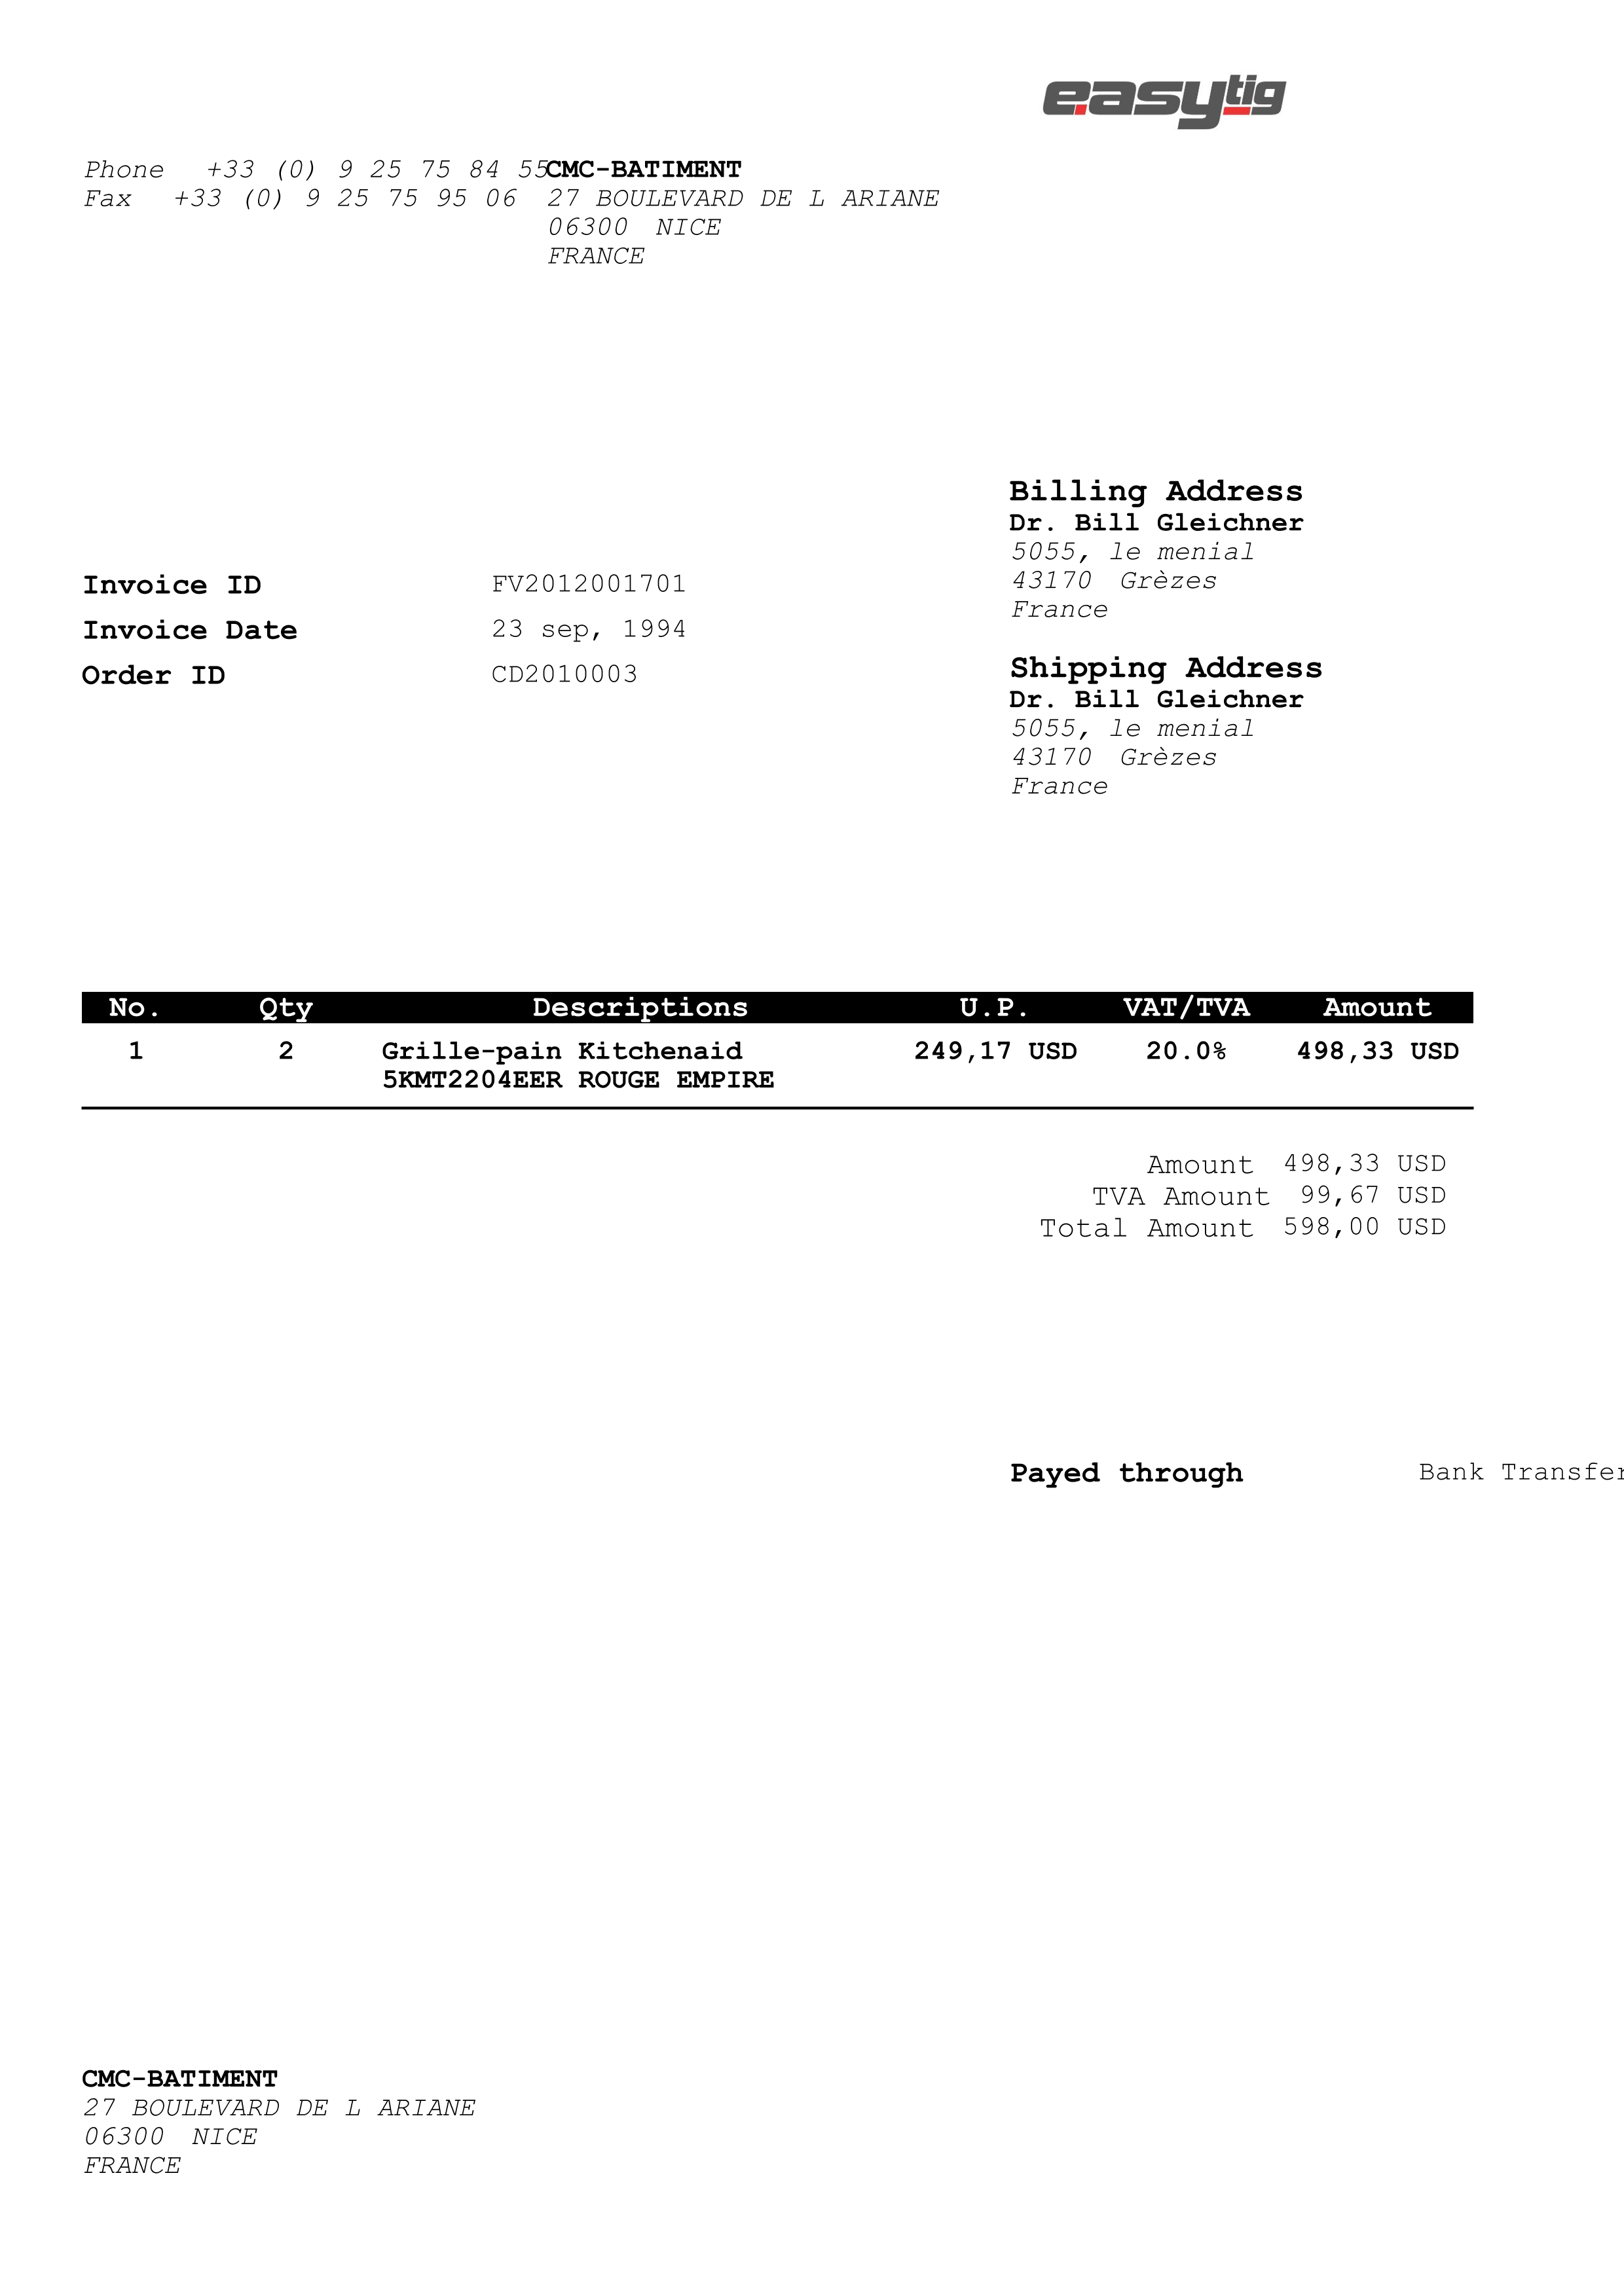 easytig
Phone +33 (0) 9 25 75 84 55
Fax +33 (0) 9 25 75 95 06
CMC-BATIMENT
27 BOULEVARD DE L ARIANE
06300 NICE
FRANCE
Billing Address
Dr. Bill Gleichner
5055, le menial
43170 Grèzes
France
Invoice ID FV2012001701
Invoice Date 23 sep, 1994
Order ID CD2010003
Shipping Address
Dr. Bill Gleichner
5055, le menial
43170 Grèzes
France
No. Qty Descriptions U.P. VAT/TVA Amount
1 2 Grille-pain Kitchenaid 249,17 USD 20.0% 498,33 USD
5KMT2204EER ROUGE EMPIRE
Amount 498,33 USD
TVA Amount 99,67 USD
Total Amount 598,00 USD
Payed through Bank Transfer
CMC-BATIMENT
27 BOULEVARD DE L ARIANE
06300 NICE
FRANCE